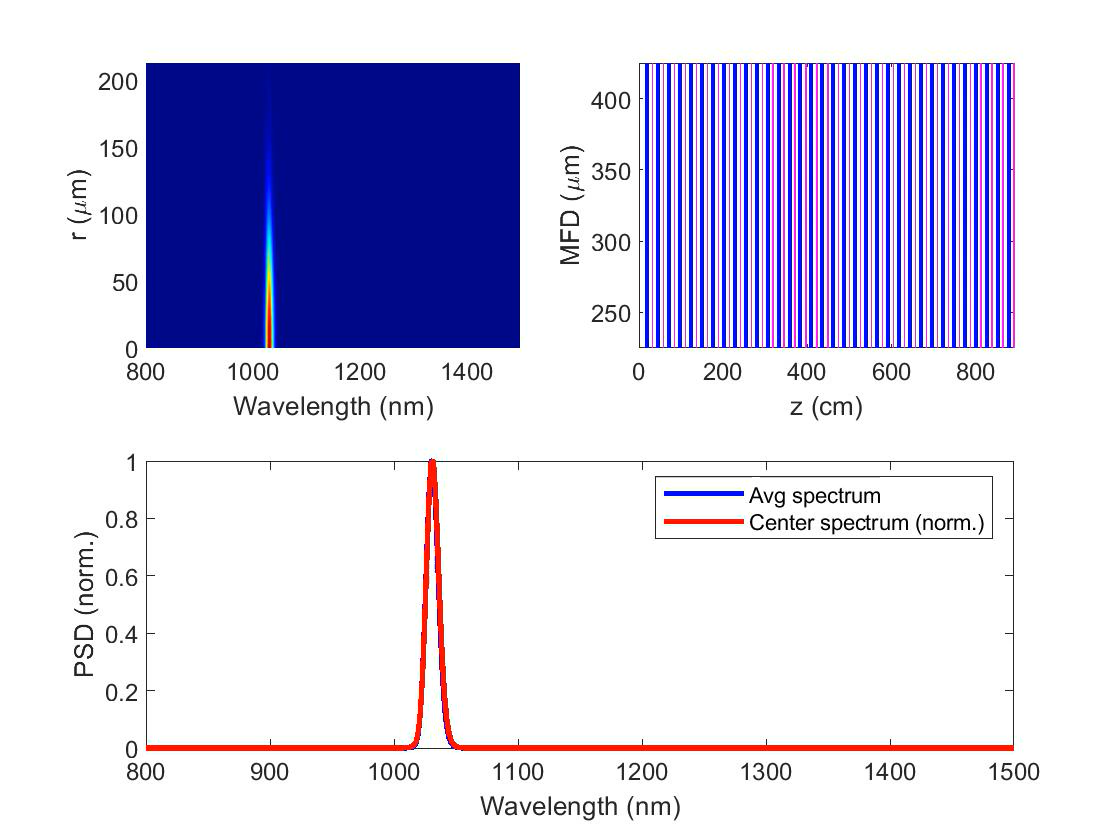 200
150
100
50
0
r (μm)
800 1000 1200 1400
Wavelength (nm)
400
350
300
250
MFD (μm)
0 200 400 600 800
z (cm)
1
0.8
0.6
0.4
0.2
0
PSD (norm.)
Avg spectrum
Center spectrum (norm.)
800 900 1000 1100 1200 1300 1400 1500
Wavelength (nm)